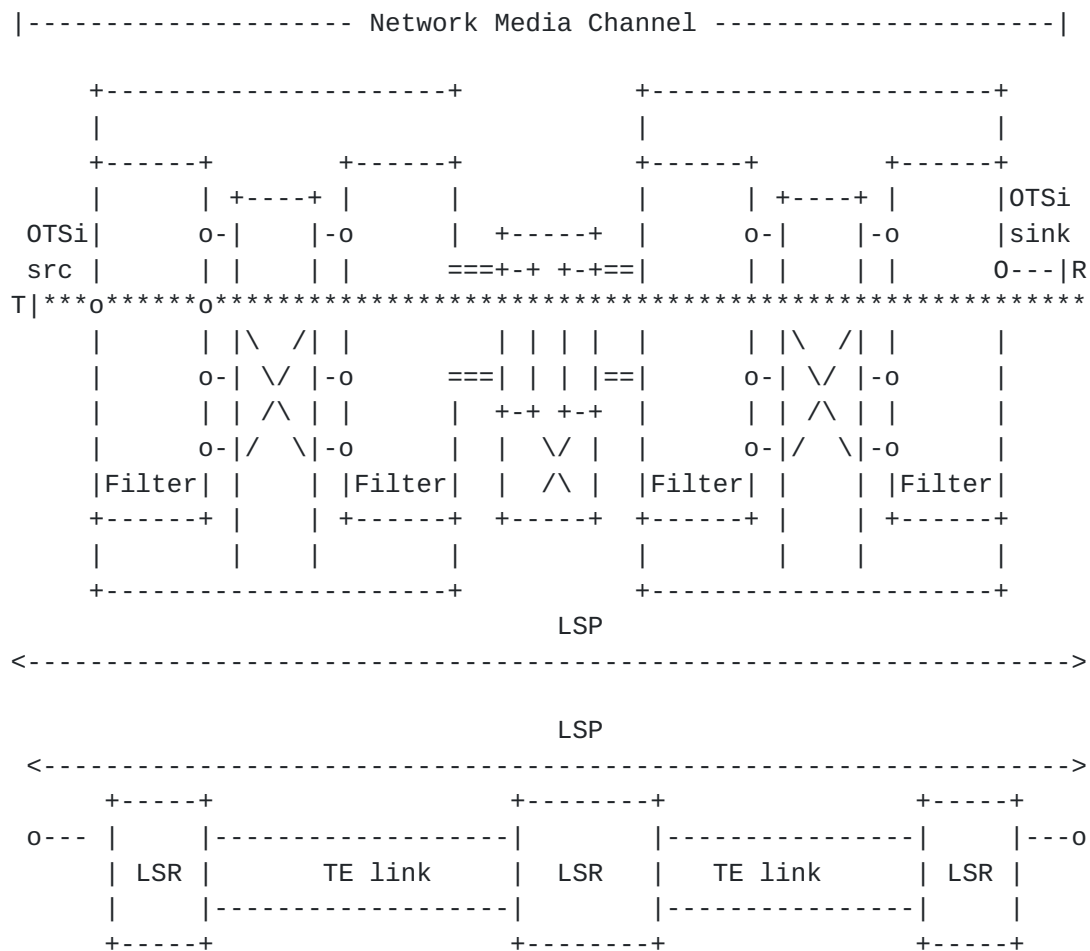 |---------------------- Network Media Channel ----------------------|
     +----------------------+           +----------------------+
     |                                  |                      |
     +------+        +------+           +------+        +------+
     |      | +----+ |      |           |      | +----+ |      |OTSi
 OTSi|      o-|    |-o      |  +-----+  |      o-|    |-o      |sink
 src |      | |    | |      ===+-+ +-+==|      | |    | |      O---|R
T|***o******o********************************************************
     |      | |\  /| |         | | | |  |      | |\  /| |      |
     |      o-| \/ |-o      ===| | | |==|      o-| \/ |-o      |
     |      | | /\ | |      |  +-+ +-+  |      | | /\ | |      |
     |      o-|/  \|-o      |  |  \/ |  |      o-|/  \|-o      |
     |Filter| |    | |Filter|  |  /\ |  |Filter| |    | |Filter|
     +------+ |    | +------+  +-----+  +------+ |    | +------+
     |        |    |        |           |        |    |        |
     +----------------------+           +----------------------+
                                   LSP
<------------------------------------------------------------------->
                                   LSP
 <------------------------------------------------------------------>
      +-----+                   +--------+                +-----+
 o--- |     |-------------------|        |----------------|     |---o
      | LSR |       TE link     |  LSR   |   TE link      | LSR |
      |     |-------------------|        |----------------|     |
      +-----+                   +--------+                +-----+